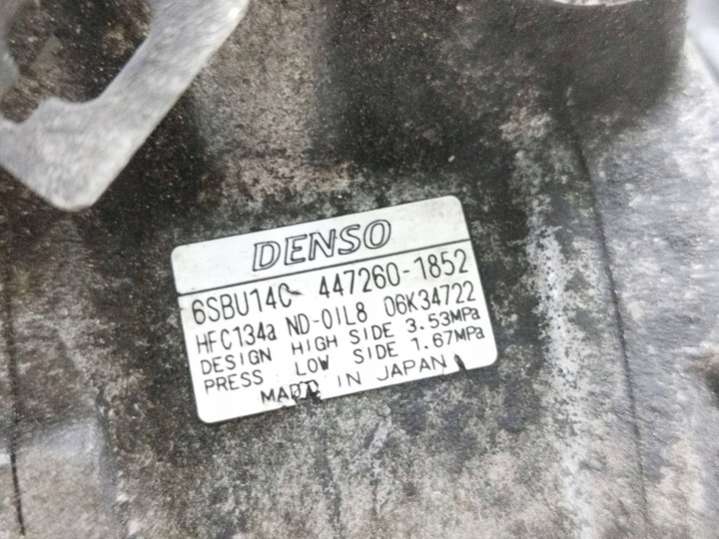 DENSO
6SBU14C 447260-1852
HFC134a ND-OIL8 06K34722
DESIGN HIGH SIDE 3.53MPa
PRESS LOW SIDE 1.67MPa
MADE IN JAPAN